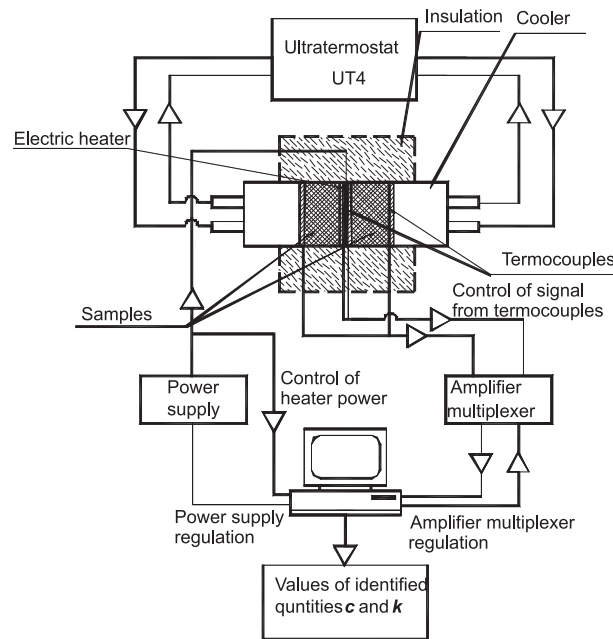 Insulation
Cooler
Ultratermostat
UT4
Electric heater
Termocouples
Samples
Control of signal
from termocouples
Power
supply
Control of
heater power
Amplifier
multiplexer
Power supply
regulation
Amplifier multiplexer
regulation
Values of identified
quntities c and k